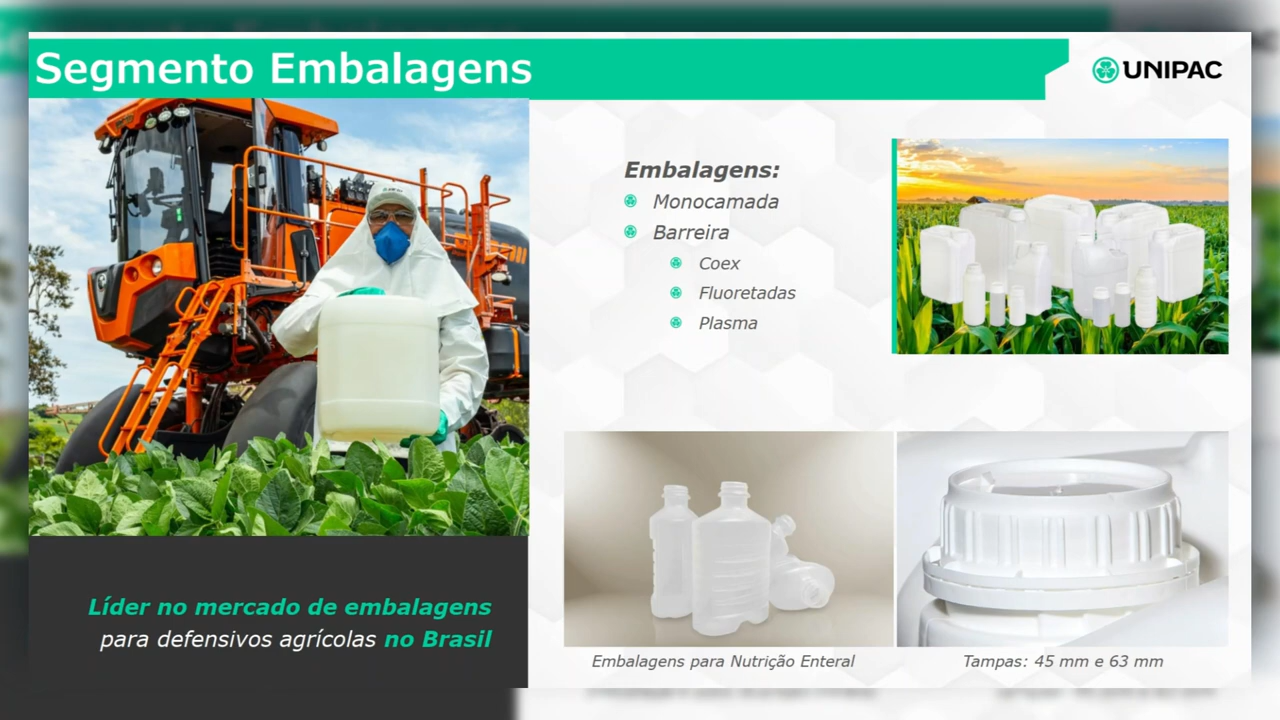 Segmento Embalagens
UNIPAC
Embalagens:
Monocamada
Barreira
Coex
Fluoretadas
Plasma
Líder no mercado de embalagens
para defensivos agrícolas no Brasil
Embalagens para Nutrição Enteral
Tampas: 45 mm e 63 mm